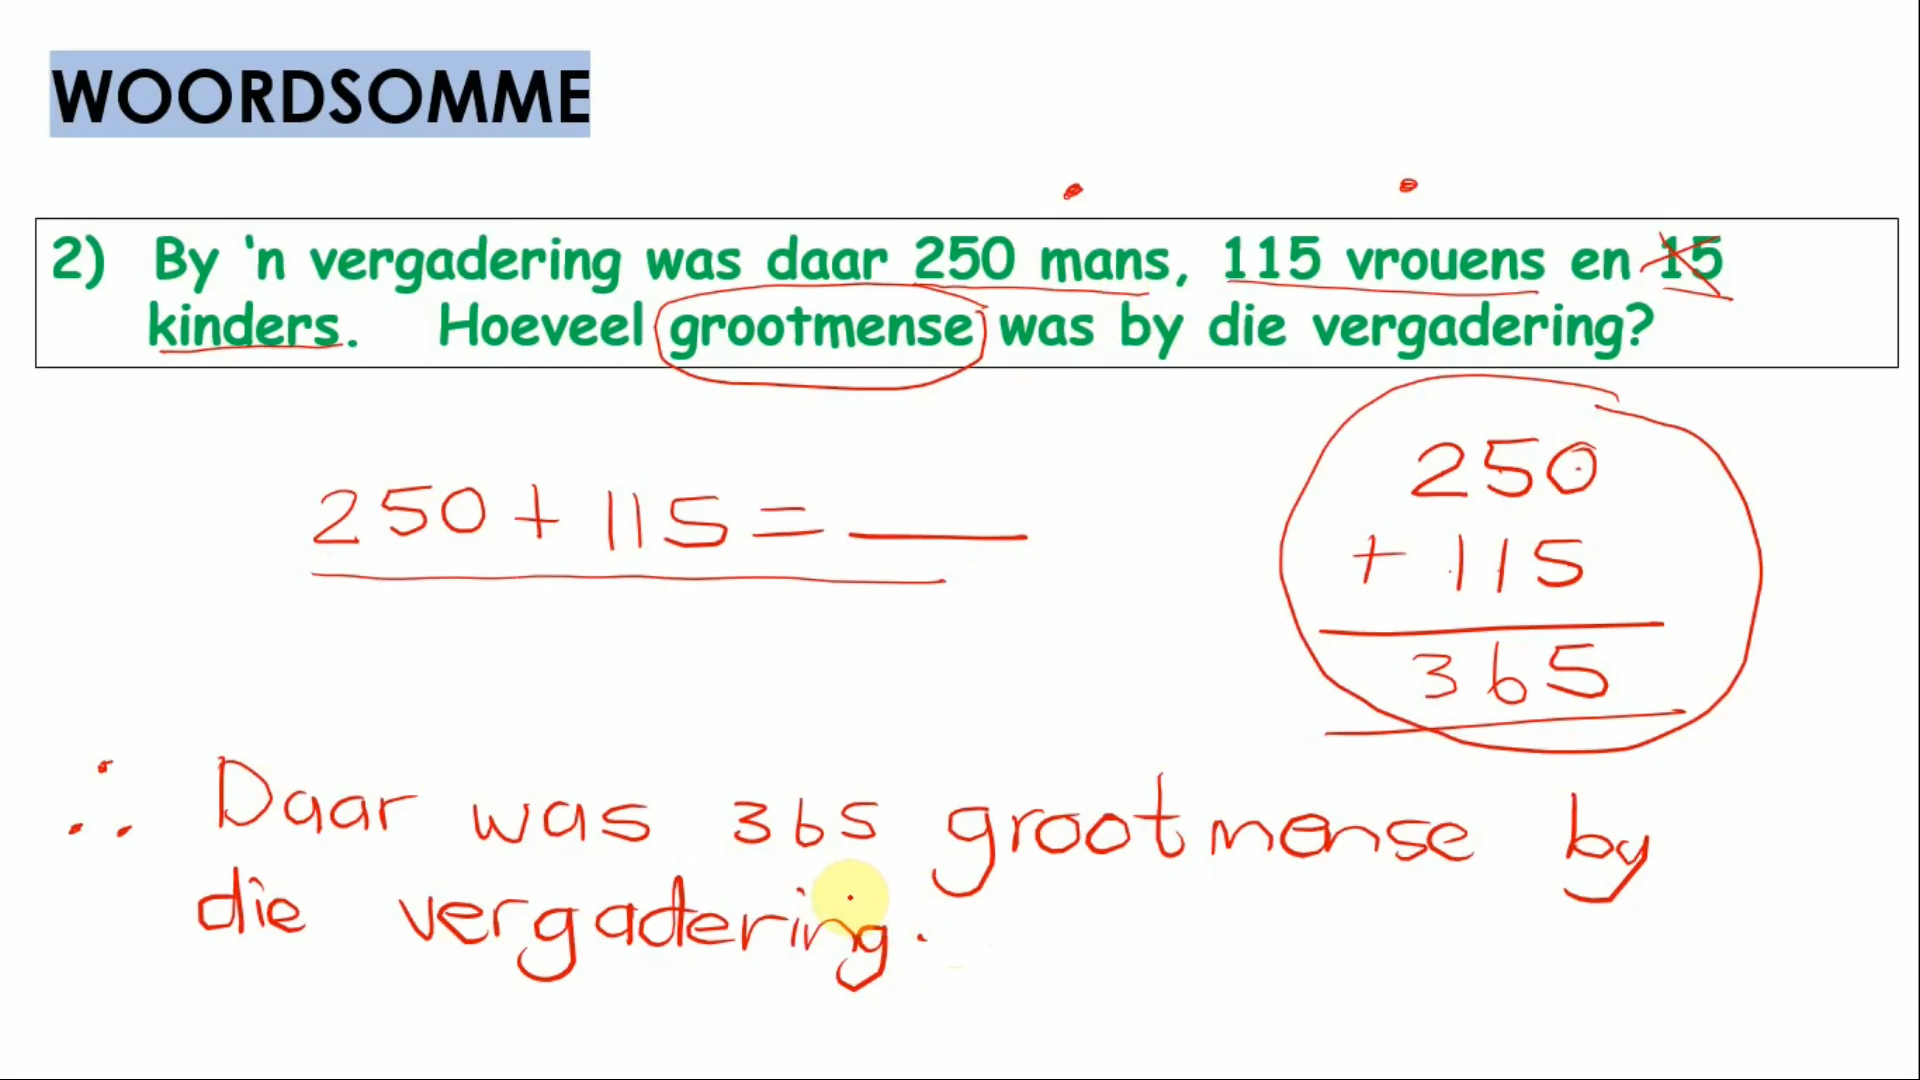 WOORDSOMME
2) By 'n vergadering was daar 250 mans, 115 vrouens en 15
kinders. Hoeveel grootmense was by die vergadering?
250 + 115 = ____
250
+ 115
365
∴ Daar was 365 grootmense by
die vergadering.